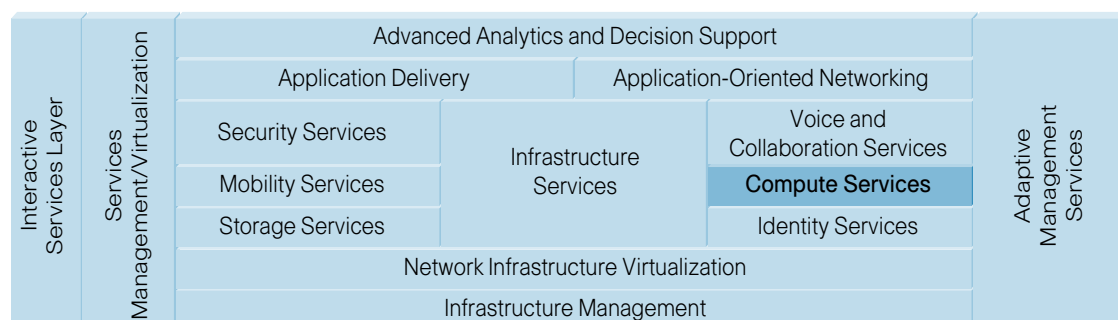 Interactive
Services Layer
Services
Management/Virtualization
Advanced Analytics and Decision Support
Application Delivery
Application-Oriented Networking
Security Services
Mobility Services
Storage Services
Infrastructure
Services
Voice and
Collaboration Services
Compute Services
Identity Services
Network Infrastructure Virtualization
Infrastructure Management
Adaptive
Management
Services